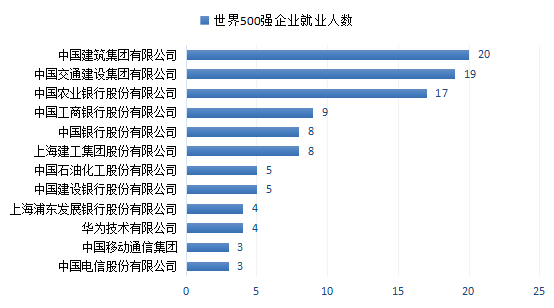 世界500强企业就业人数
中国建筑集团有限公司 20
中国交通建设集团有限公司 19
中国农业银行股份有限公司 17
中国工商银行股份有限公司 9
中国银行股份有限公司 8
上海建工集团股份有限公司 8
中国石油化工股份有限公司 5
中国建设银行股份有限公司 5
上海浦东发展银行股份有限公司 4
华为技术有限公司 4
中国移动通信集团 3
中国电信股份有限公司 3
0 5 10 15 20 25